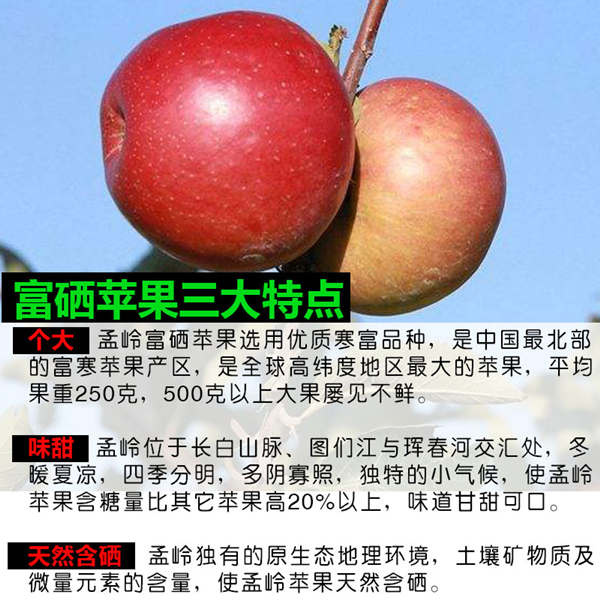 富硒苹果三大特点
个大 孟岭富硒苹果选用优质寒富品种，是中国最北部
的富寒苹果产区，是全球高纬度地区最大的苹果，平均
果重250克，500克以上大果屡见不鲜。
味甜 孟岭位于长白山脉、图们江与珲春河交汇处，冬
暖夏凉，四季分明，多阴寡照，独特的小气候，使孟岭
苹果含糖量比其它苹果高20%以上，味道甘甜可口。
天然含硒 孟岭独有的原生态地理环境，土壤矿物质及
微量元素的含量，使孟岭苹果天然含硒。